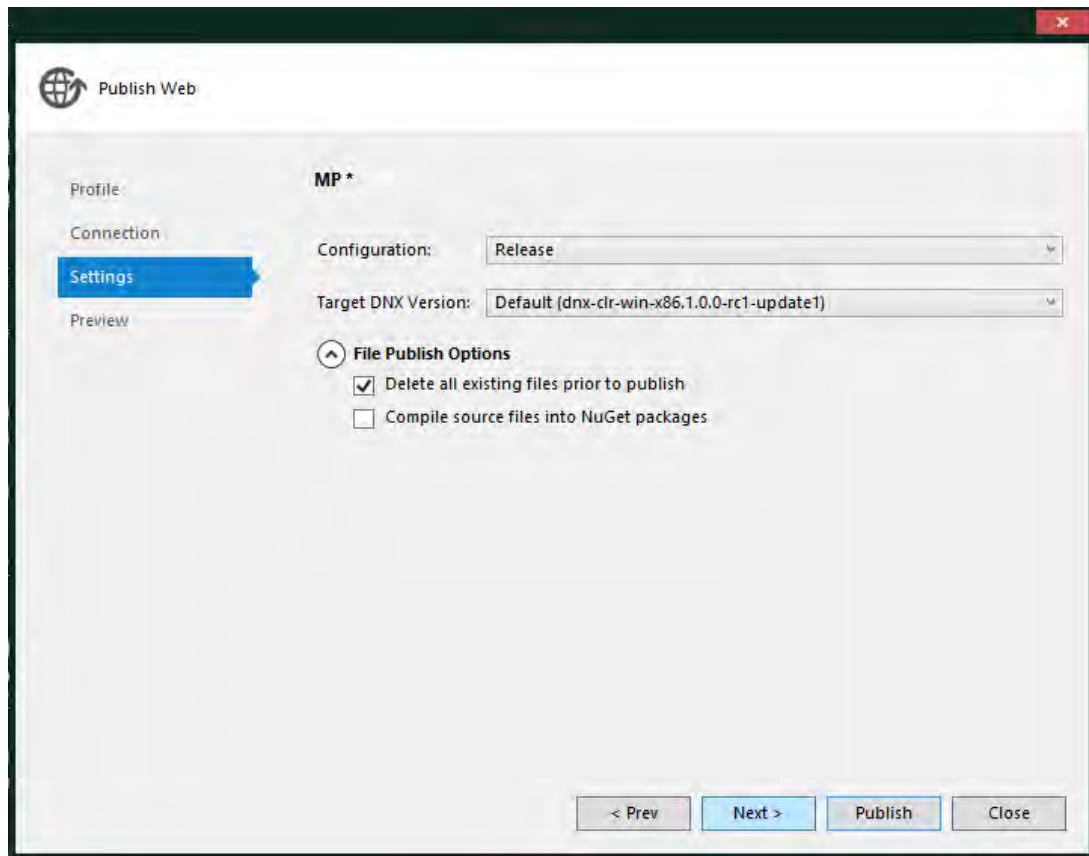 Publish Web
Profile
Connection
Settings
Preview
MP *
Configuration: Release
Target DNX Version: Default (dnx-clr-win-x86.1.0.0-rc1-update1)
File Publish Options
Delete all existing files prior to publish
Compile source files into NuGet packages
< Prev Next > Publish Close